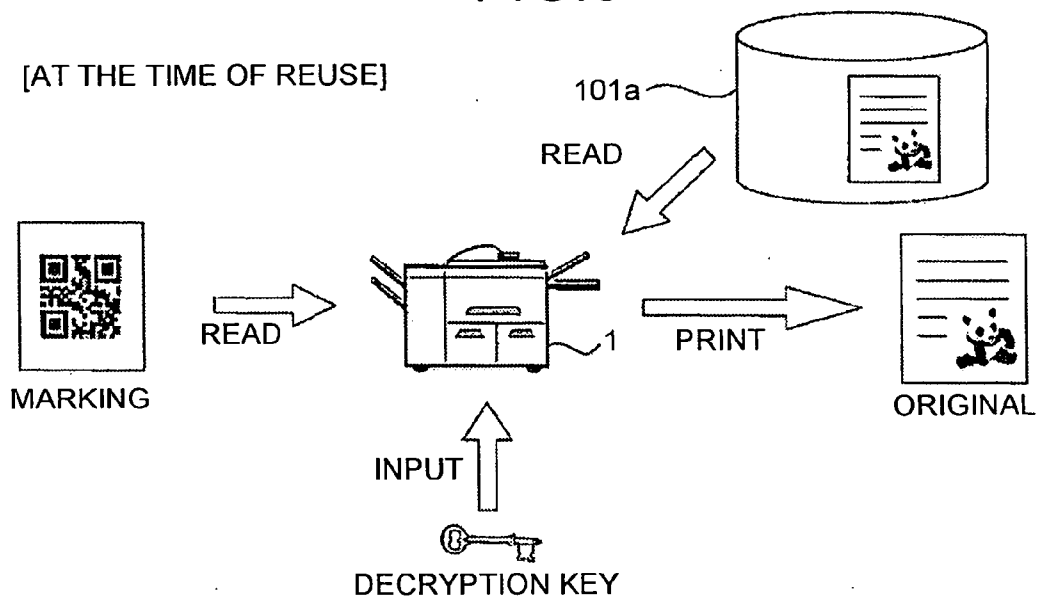 [AT THE TIME OF REUSE]
101a
READ
READ
MARKING
1
PRINT
ORIGINAL
INPUT
DECRYPTION KEY